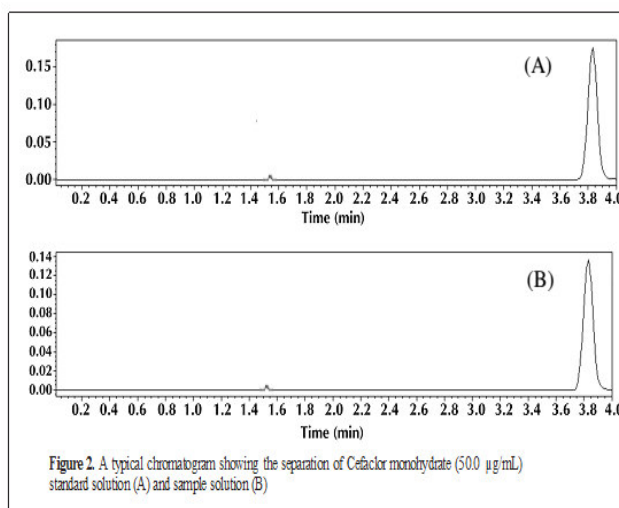 0.15
(A)
0.10
0.05
0.00
0.2 0.4 0.6 0.8 1.0 1.2 1.4 1.6 1.8 2.0 2.2 2.4 2.6 2.8 3.0 3.2 3.4 3.6 3.8 4.0
Time (min)
0.14
0.12
(B)
0.10
0.08
0.06
0.04
0.02
0.00
0.2 0.4 0.6 0.8 1.0 1.2 1.4 1.6 1.8 2.0 2.2 2.4 2.6 2.8 3.0 3.2 3.4 3.6 3.8 4.0
Time (min)
Figure 2. A typical chromatogram showing the separation of Cefaclor monohydrate (50.0 µg/mL)
standard solution (A) and sample solution (B)